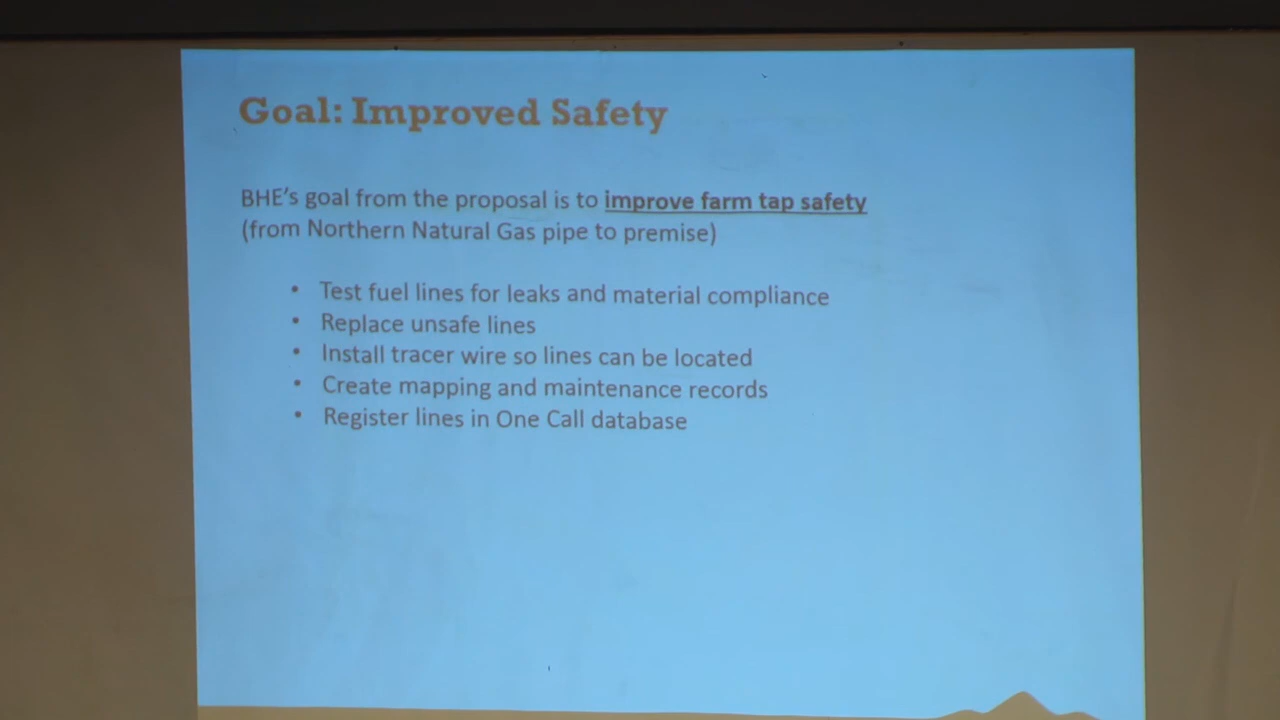 Goal: Improved Safety
BHE's goal from the proposal is to improve farm tap safety
(from Northern Natural Gas pipe to premise)
• Test fuel lines for leaks and material compliance
• Replace unsafe lines
• Install tracer wire so lines can be located
• Create mapping and maintenance records
• Register lines in One Call database